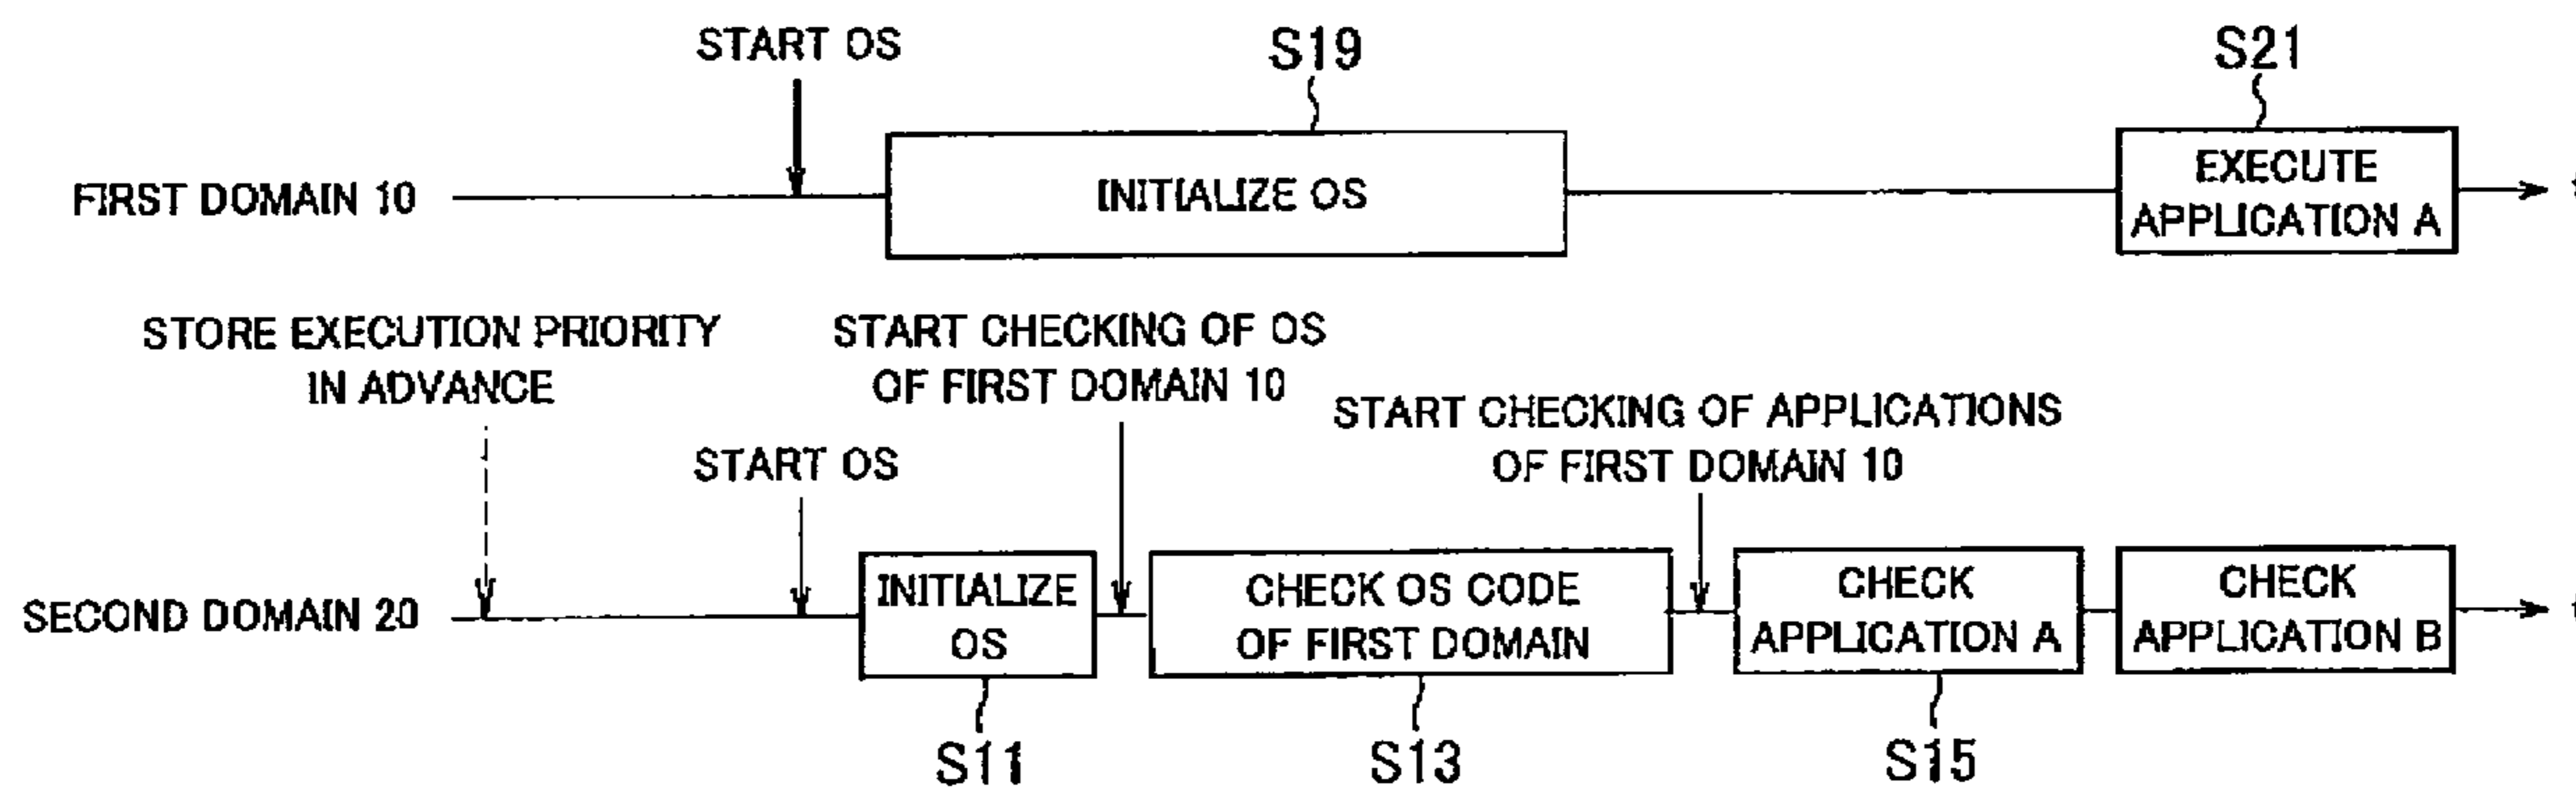 START OS
S19
S21
FIRST DOMAIN 10
INITIALIZE OS
EXECUTE
APPLICATION A
STORE EXECUTION PRIORITY
IN ADVANCE
START CHECKING OF OS
OF FIRST DOMAIN 10
START CHECKING OF APPLICATIONS
OF FIRST DOMAIN 10
START OS
SECOND DOMAIN 20
INITIALIZE
OS
CHECK OS CODE
OF FIRST DOMAIN
CHECK
APPLICATION A
CHECK
APPLICATION B
S11
S13
S15